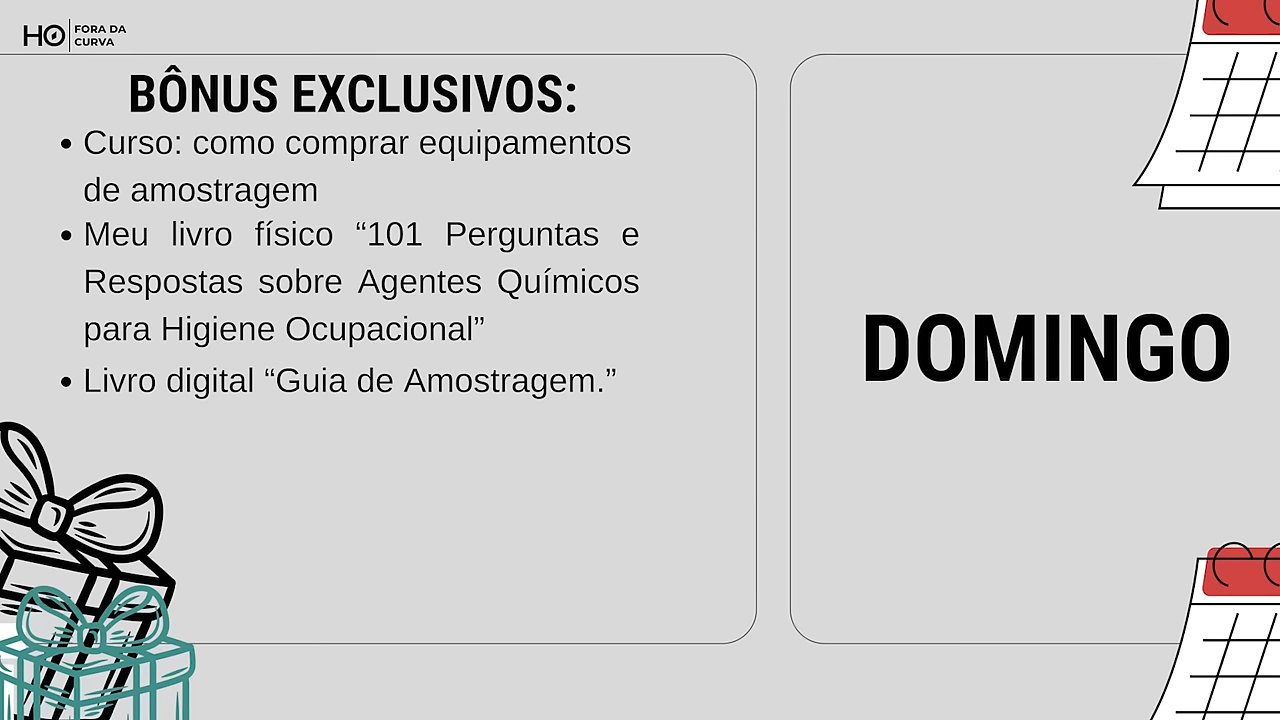 HO FORA DA
CURVA
BÔNUS EXCLUSIVOS:
• Curso: como comprar equipamentos
de amostragem
• Meu livro físico “101 Perguntas e
Respostas sobre Agentes Químicos
para Higiene Ocupacional”
• Livro digital “Guia de Amostragem.”
DOMINGO